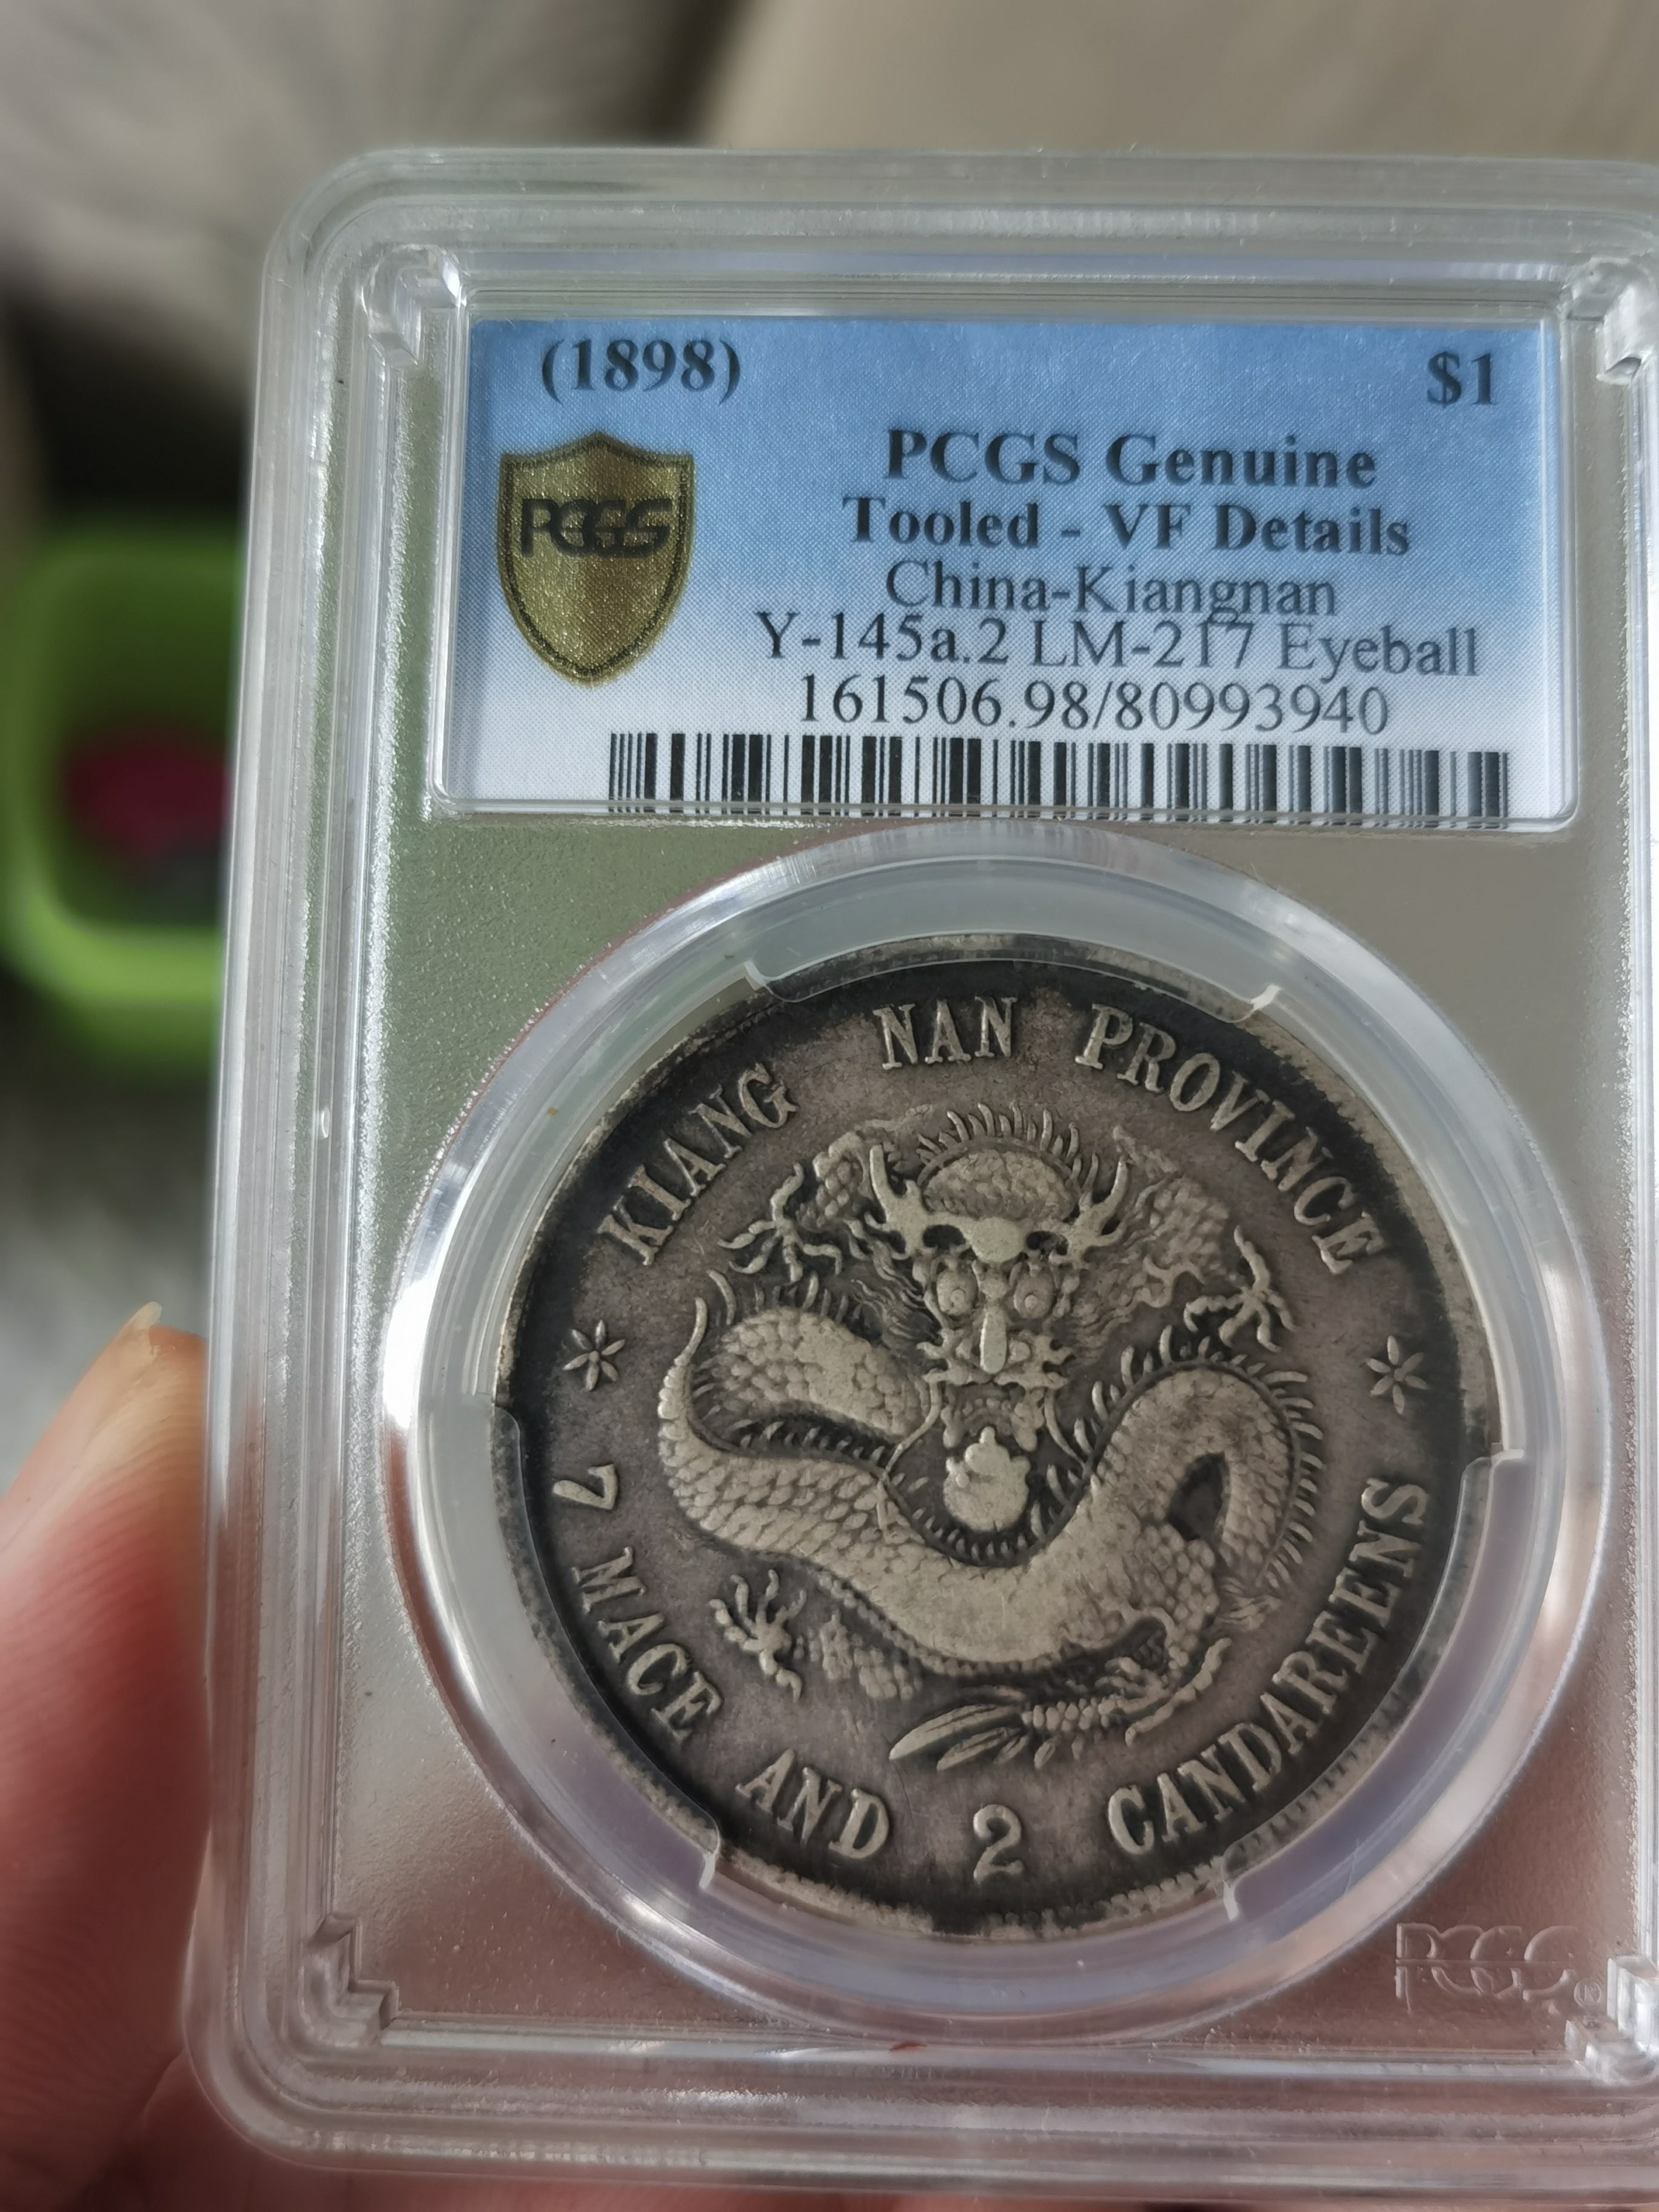 (1898) $1
PCGS Genuine
PCGS
Tooled - VF Details
China-Kiangnan
Y-145a.2 LM-217 Eyeball
161506.98/80993940
KIANG NAN PROVINCE
7 MACE AND 2 CANDAREENS
PCGS